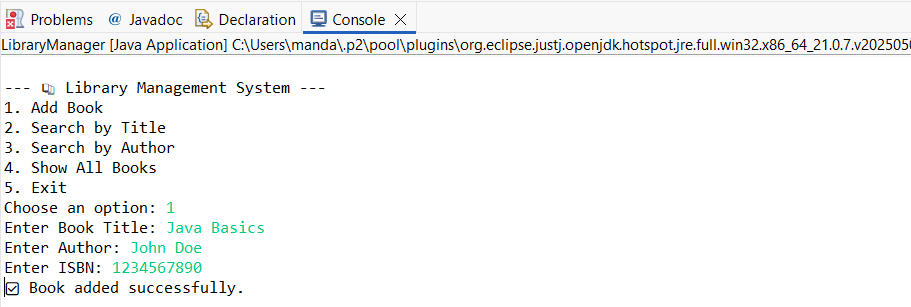 Problems @ Javadoc Declaration Console
LibraryManager [Java Application] C:\Users\manda\.p2\pool\plugins\org.eclipse.justj.openjdk.hotspot.jre.full.win32.x86_64_21.0.7.v202505
--- 📚 Library Management System ---
1. Add Book
2. Search by Title
3. Search by Author
4. Show All Books
5. Exit
Choose an option: 1
Enter Book Title: Java Basics
Enter Author: John Doe
Enter ISBN: 1234567890
☑ Book added successfully.